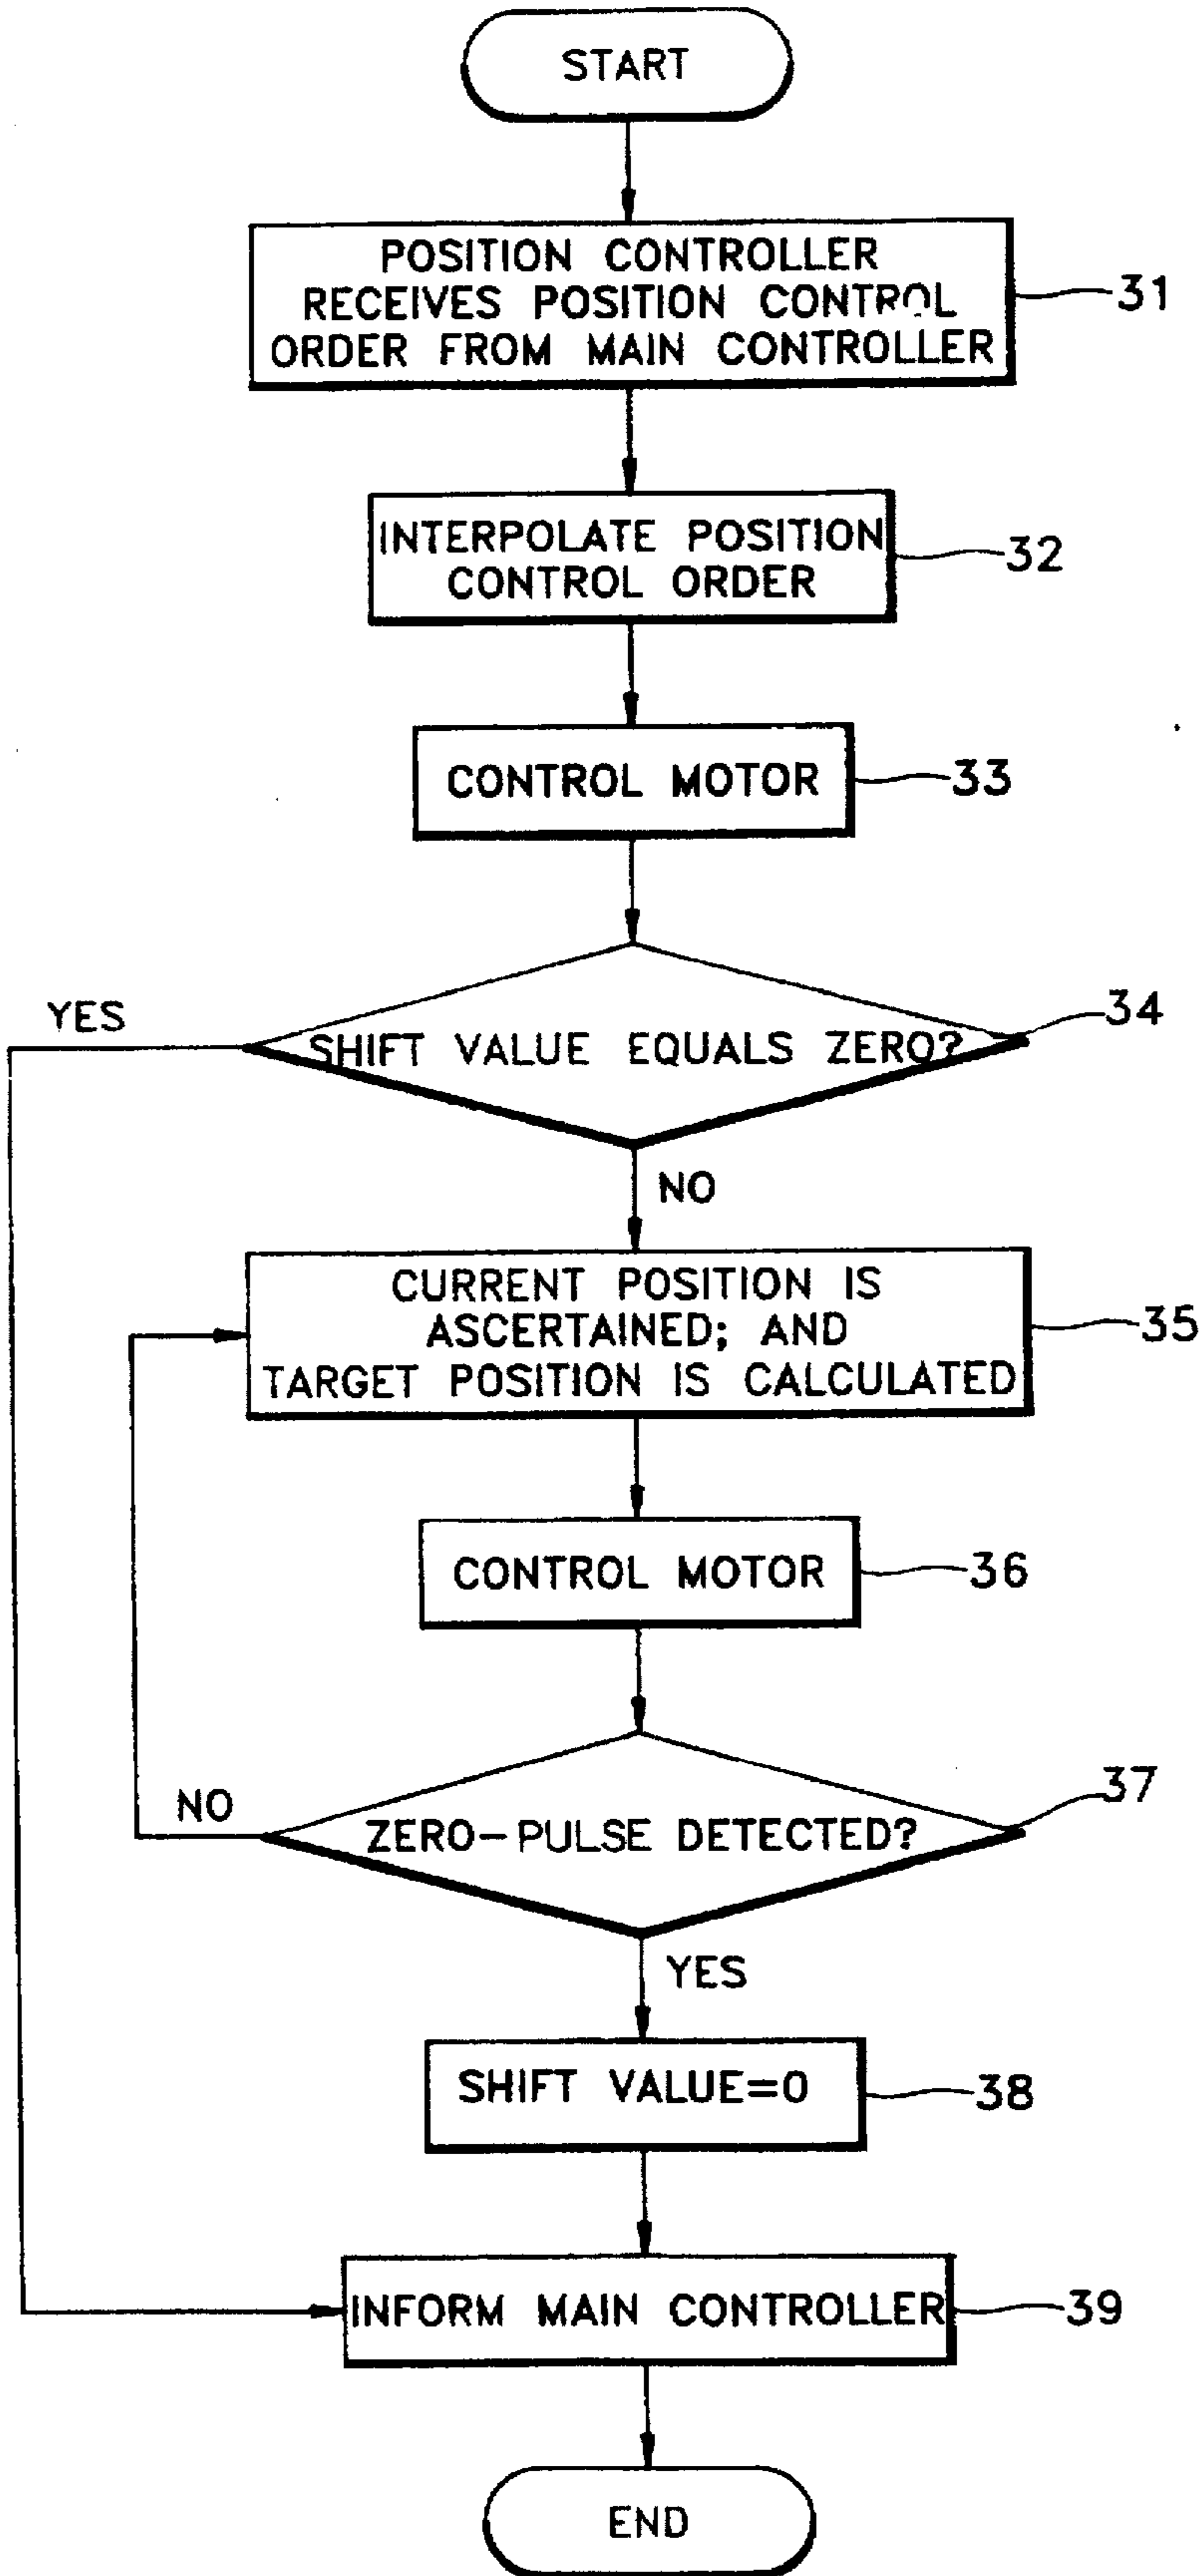 START
POSITION CONTROLLER
RECEIVES POSITION CONTROL
ORDER FROM MAIN CONTROLLER
31
INTERPOLATE POSITION
CONTROL ORDER
32
CONTROL MOTOR
33
YES
SHIFT VALUE EQUALS ZERO?
34
NO
CURRENT POSITION IS
ASCERTAINED; AND
TARGET POSITION IS CALCULATED
35
CONTROL MOTOR
36
NO
ZERO-PULSE DETECTED?
37
YES
SHIFT VALUE=0
38
INFORM MAIN CONTROLLER
39
END